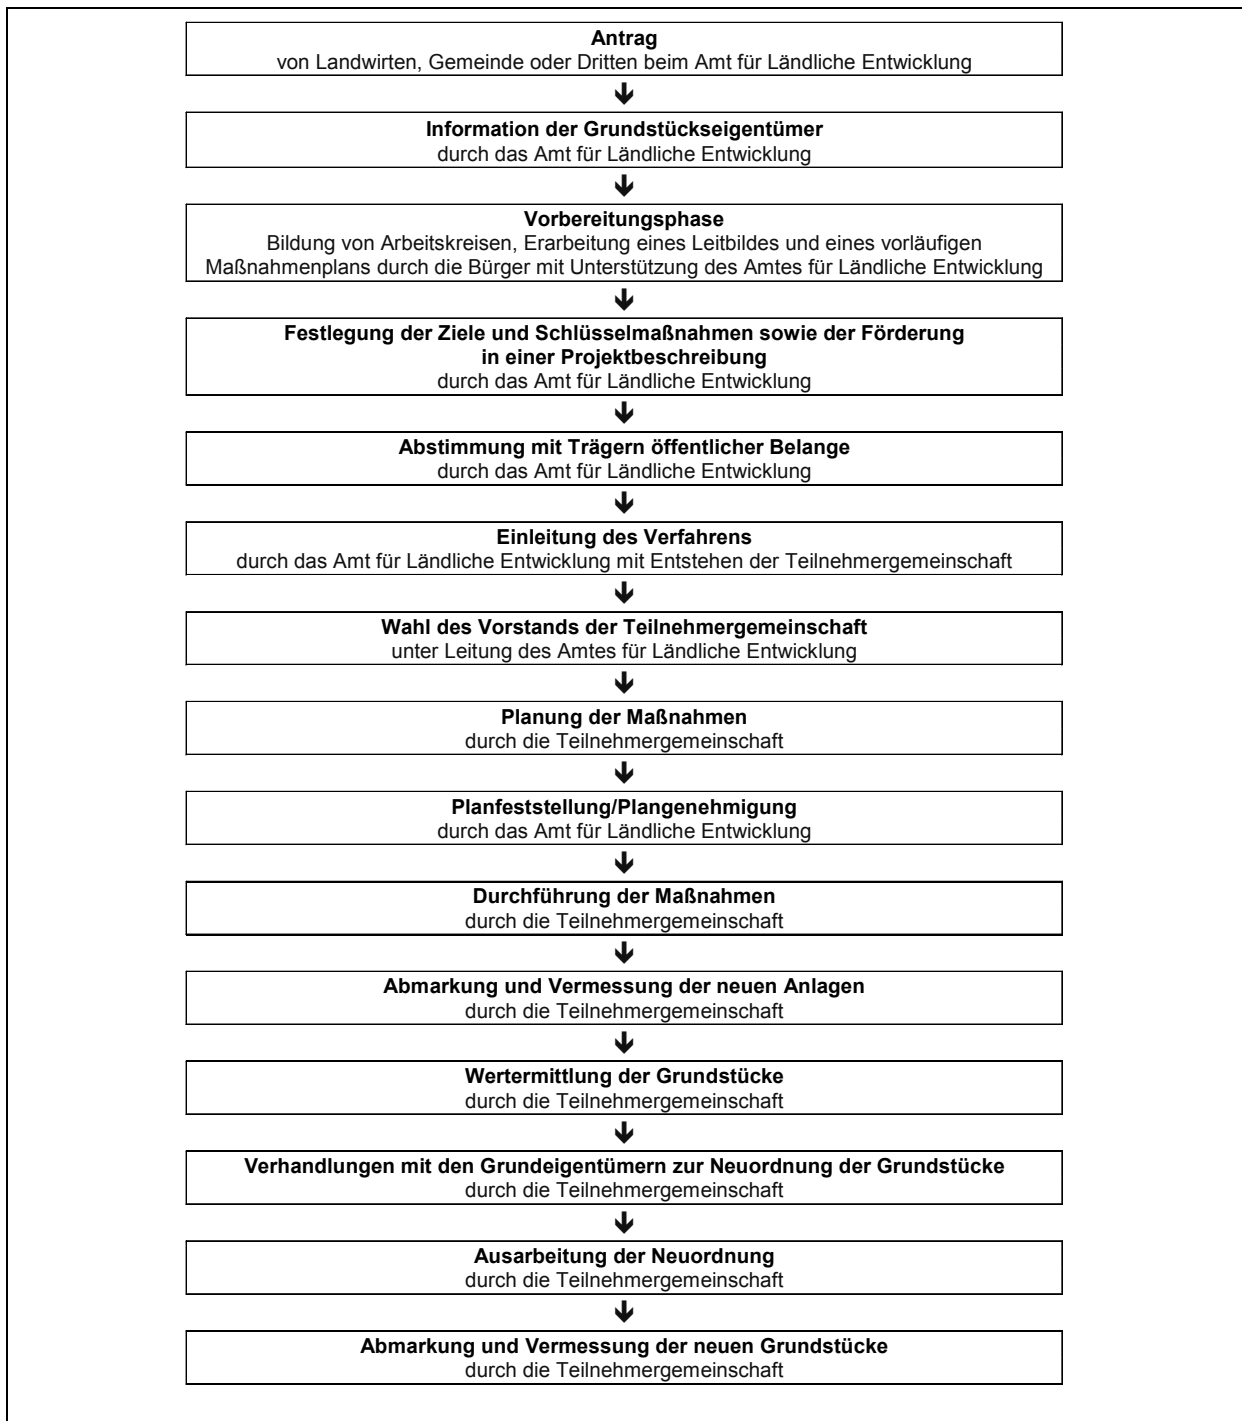 Antrag
von Landwirten, Gemeinde oder Dritten beim Amt für Ländliche Entwicklung
Information der Grundstückseigentümer
durch das Amt für Ländliche Entwicklung
Vorbereitungsphase
Bildung von Arbeitskreisen, Erarbeitung eines Leitbildes und eines vorläufigen
Maßnahmenplans durch die Bürger mit Unterstützung des Amtes für Ländliche Entwicklung
Festlegung der Ziele und Schlüsselmaßnahmen sowie der Förderung
in einer Projektbeschreibung
durch das Amt für Ländliche Entwicklung
Abstimmung mit Trägern öffentlicher Belange
durch das Amt für Ländliche Entwicklung
Einleitung des Verfahrens
durch das Amt für Ländliche Entwicklung mit Entstehen der Teilnehmergemeinschaft
Wahl des Vorstands der Teilnehmergemeinschaft
unter Leitung des Amtes für Ländliche Entwicklung
Planung der Maßnahmen
durch die Teilnehmergemeinschaft
Planfeststellung/Plangenehmigung
durch das Amt für Ländliche Entwicklung
Durchführung der Maßnahmen
durch die Teilnehmergemeinschaft
Abmarkung und Vermessung der neuen Anlagen
durch die Teilnehmergemeinschaft
Wertermittlung der Grundstücke
durch die Teilnehmergemeinschaft
Verhandlungen mit den Grundeigentümern zur Neuordnung der Grundstücke
durch die Teilnehmergemeinschaft
Ausarbeitung der Neuordnung
durch die Teilnehmergemeinschaft
Abmarkung und Vermessung der neuen Grundstücke
durch die Teilnehmergemeinschaft